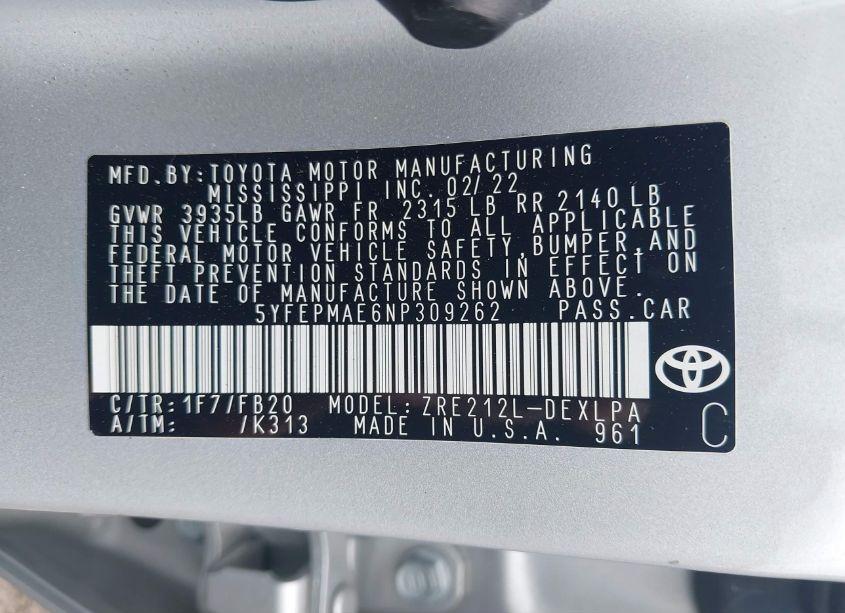 MFD.BY:TOYOTA MOTOR MANUFACTURING
MISSISSIPPI INC. 02/22
GVWR 3935LB GAWR FR 2315 LB RR 2140 LB
THIS VEHICLE CONFORMS TO ALL APPLICABLE
FEDERAL MOTOR VEHICLE SAFETY,BUMPER,AND
THEFT PREVENTION STANDARDS IN EFFECT ON
THE DATE OF MANUFACTURE SHOWN ABOVE.
5YFEPMAE6NP309262 PASS.CAR
C/TR:1F7/FB20 MODEL:ZRE212L-DEXLPA
A/TM: /K313 MADE IN U.S.A. 961
C